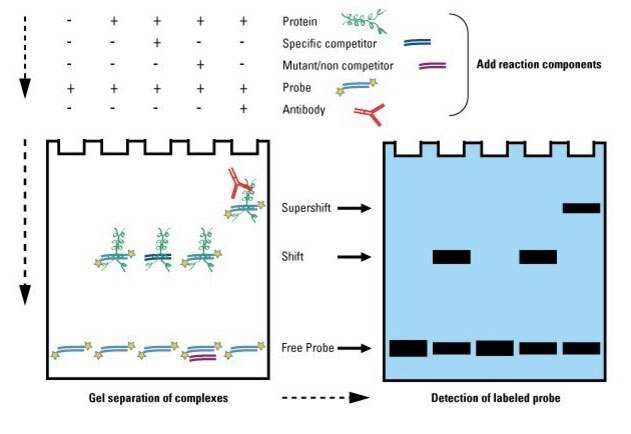 - + + + + Protein
- - + - - Specific competitor
- - - + - Mutant/non competitor
Add reaction components
+ + + + + Probe
- - - - + Antibody
Supershift
Shift
Free Probe
Gel separation of complexes
Detection of labeled probe